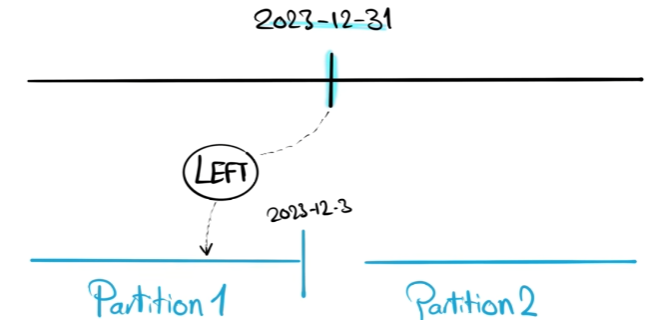 2023-12-31
LEFT
2023-12-3
Partition 1
Partition 2